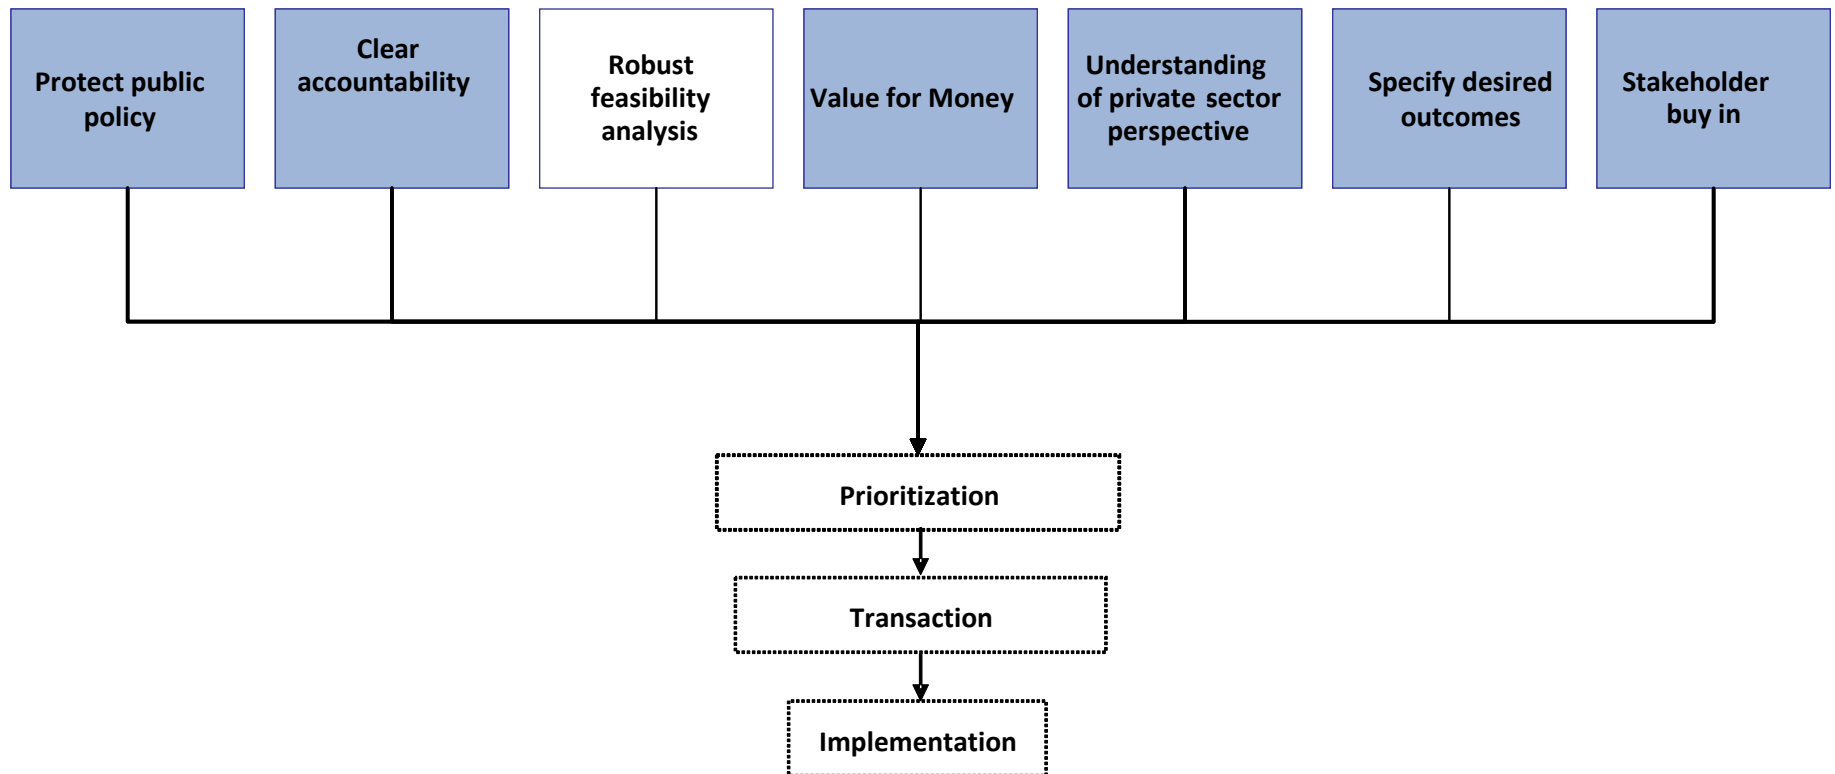 Protect public
policy
Clear
accountability
Robust
feasibility
analysis
Value for Money
Understanding
of private sector
perspective
Specify desired
outcomes
Stakeholder
buy in
Prioritization
Transaction
Implementation